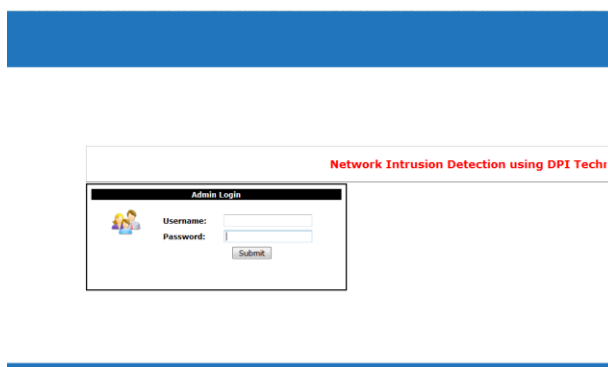 Network Intrusion Detection using DPI
Admin Login
Username:
Password:
Submit